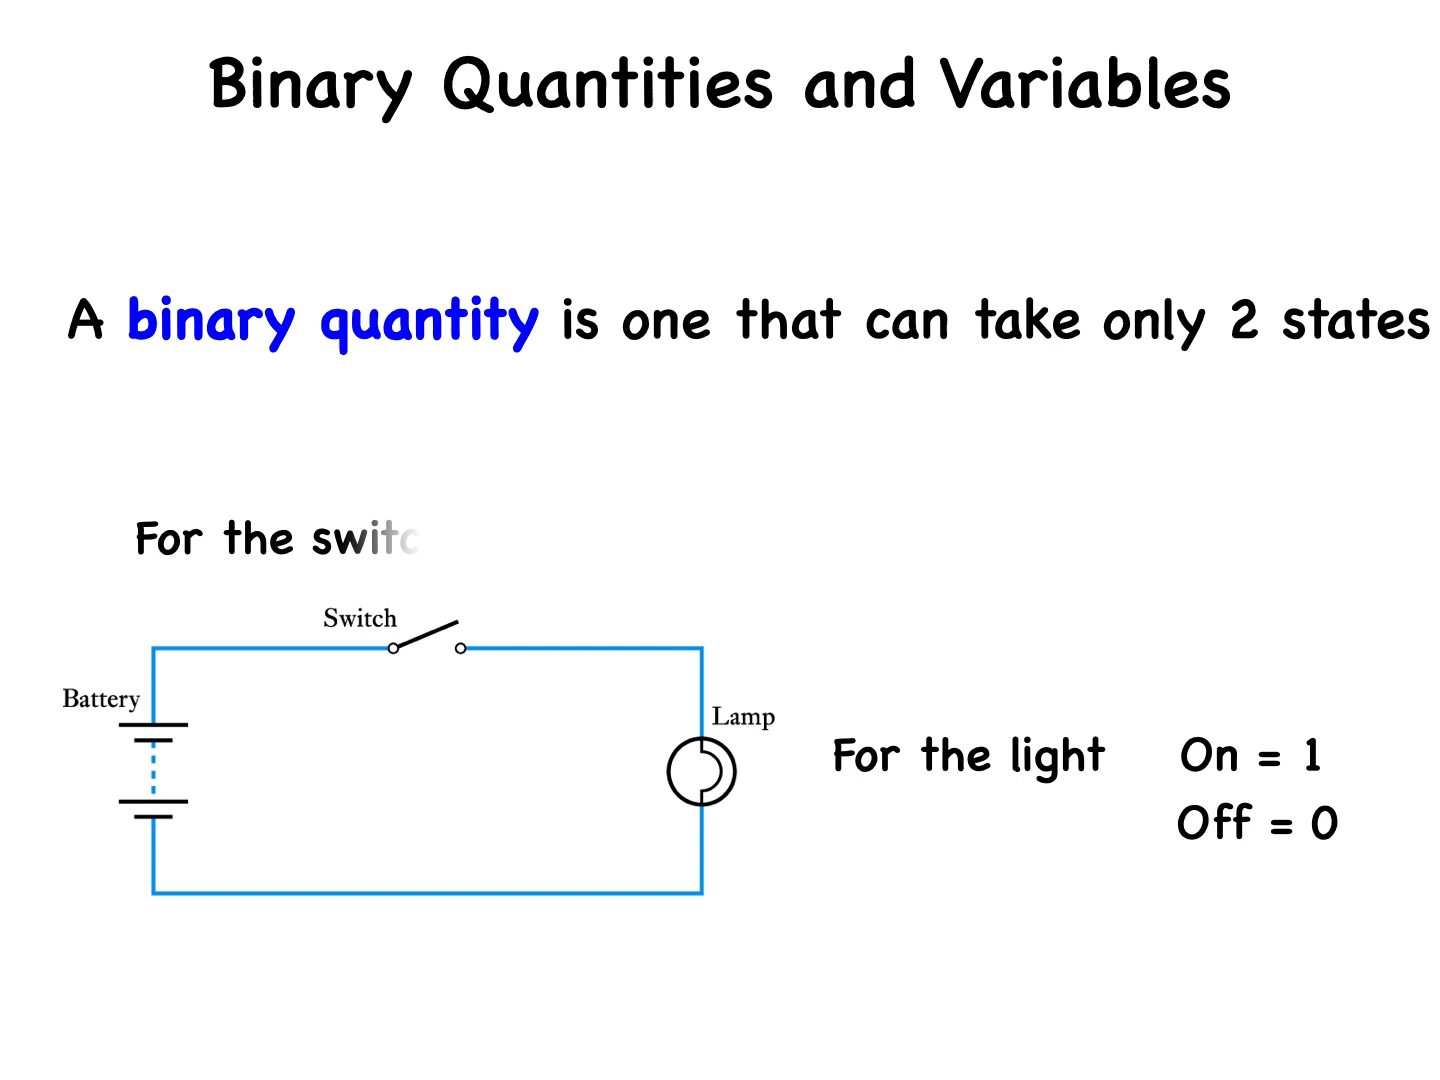 Binary Quantities and Variables
A binary quantity is one that can take only 2 states
For the switc
Switch
Battery
Lamp
For the light On = 1
Off = 0